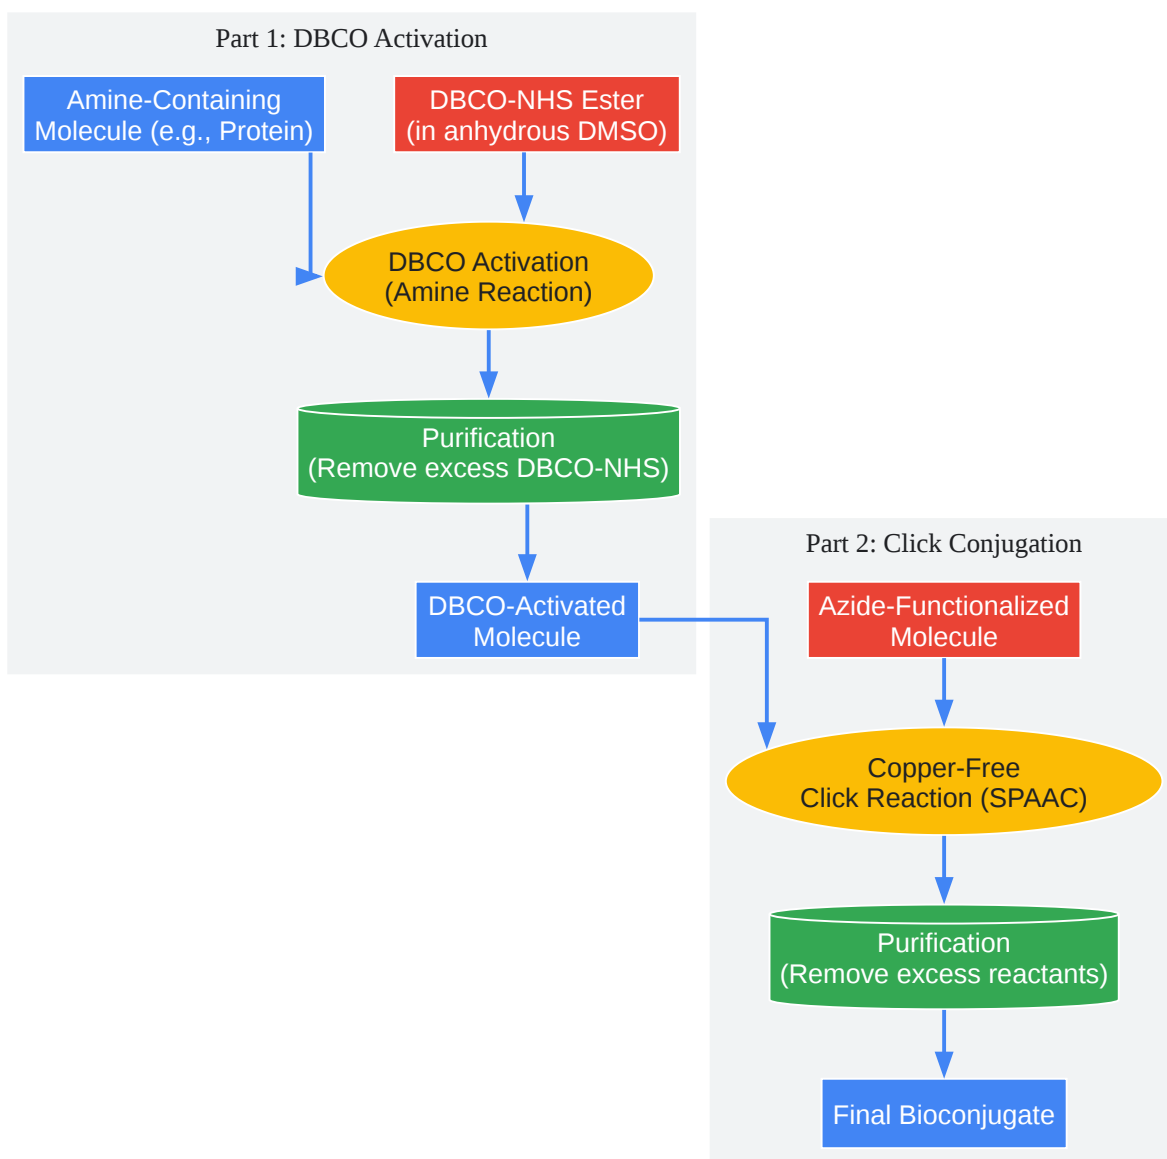 Part 1: DBCO Activation
Amine-Containing
Molecule (e.g., Protein)
DBCO-NHS Ester
(in anhydrous DMSO)
DBCO Activation
(Amine Reaction)
Purification
(Remove excess DBCO-NHS)
DBCO-Activated
Molecule
Part 2: Click Conjugation
Azide-Functionalized
Molecule
Copper-Free
Click Reaction (SPAAC)
Purification
(Remove excess reactants)
Final Bioconjugate